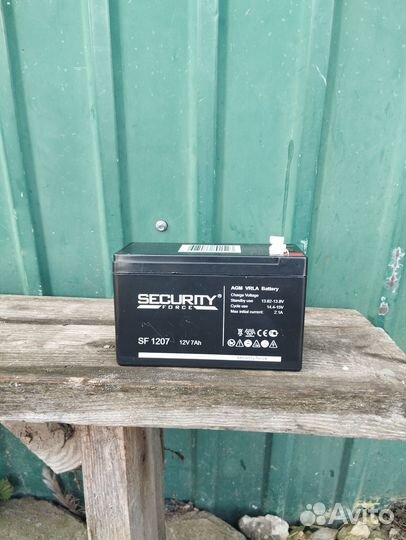 SECURITY®
FORCE
SF 1207 12V 7Ah
AGM VRLA Battery
Charge Voltage
Standby use 13.62-13.8V
Cycle use 14.4-15V
Max initial current: 2.1A
Avito